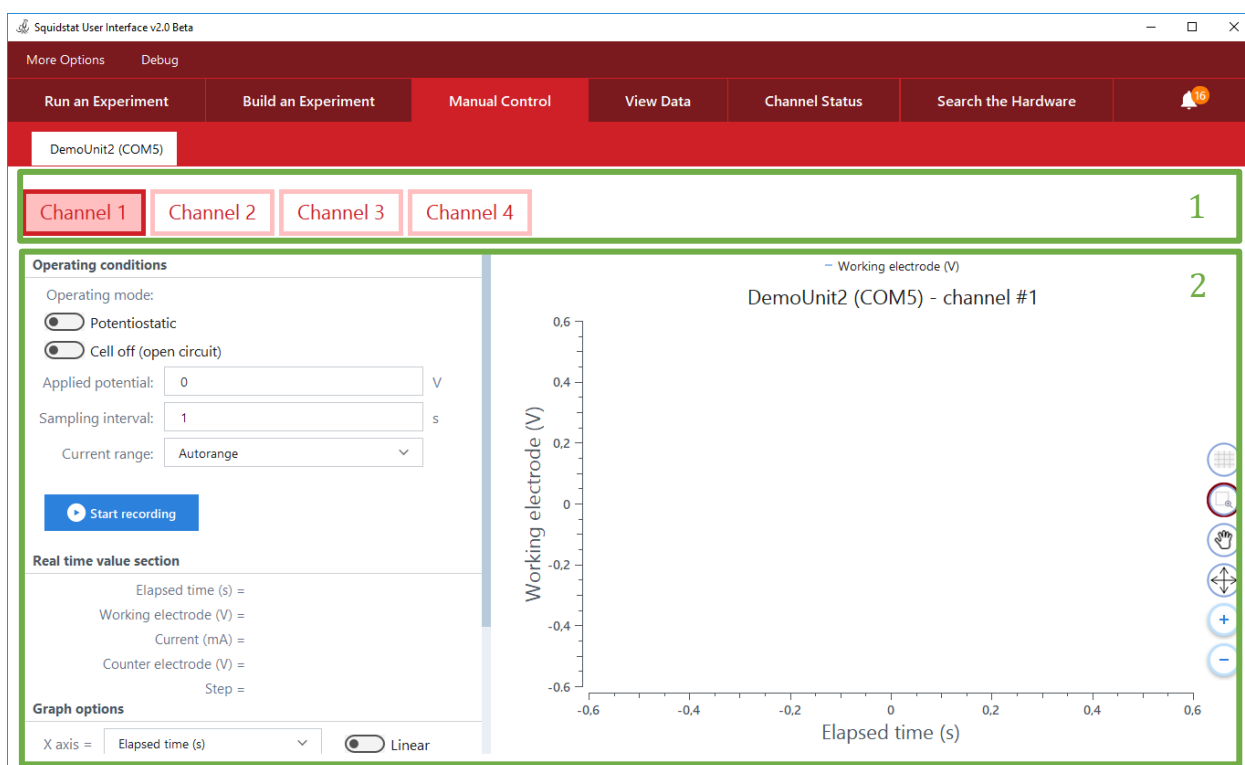 Squidstat User Interface v2.0 Beta
More Options Debug
Run an Experiment Build an Experiment Manual Control View Data Channel Status Search the Hardware 16
DemoUnit2 (COM5)
Channel 1 Channel 2 Channel 3 Channel 4 1
Operating conditions
Operating mode:
Potentiostatic
Cell off (open circuit)
Applied potential: 0 V
Sampling interval: 1 s
Current range: Autorange
Start recording
Real time value section
Elapsed time (s) =
Working electrode (V) =
Current (mA) =
Counter electrode (V) =
Step =
Graph options
X axis = Elapsed time (s) Linear
2
Working electrode (V)
DemoUnit2 (COM5) - channel #1
Working electrode (V)
0,6
0,4
0,2
0
-0,2
-0,4
-0.6
-0,6 -0,4 -0,2 0 0,2 0,4 0,6
Elapsed time (s)
+
−